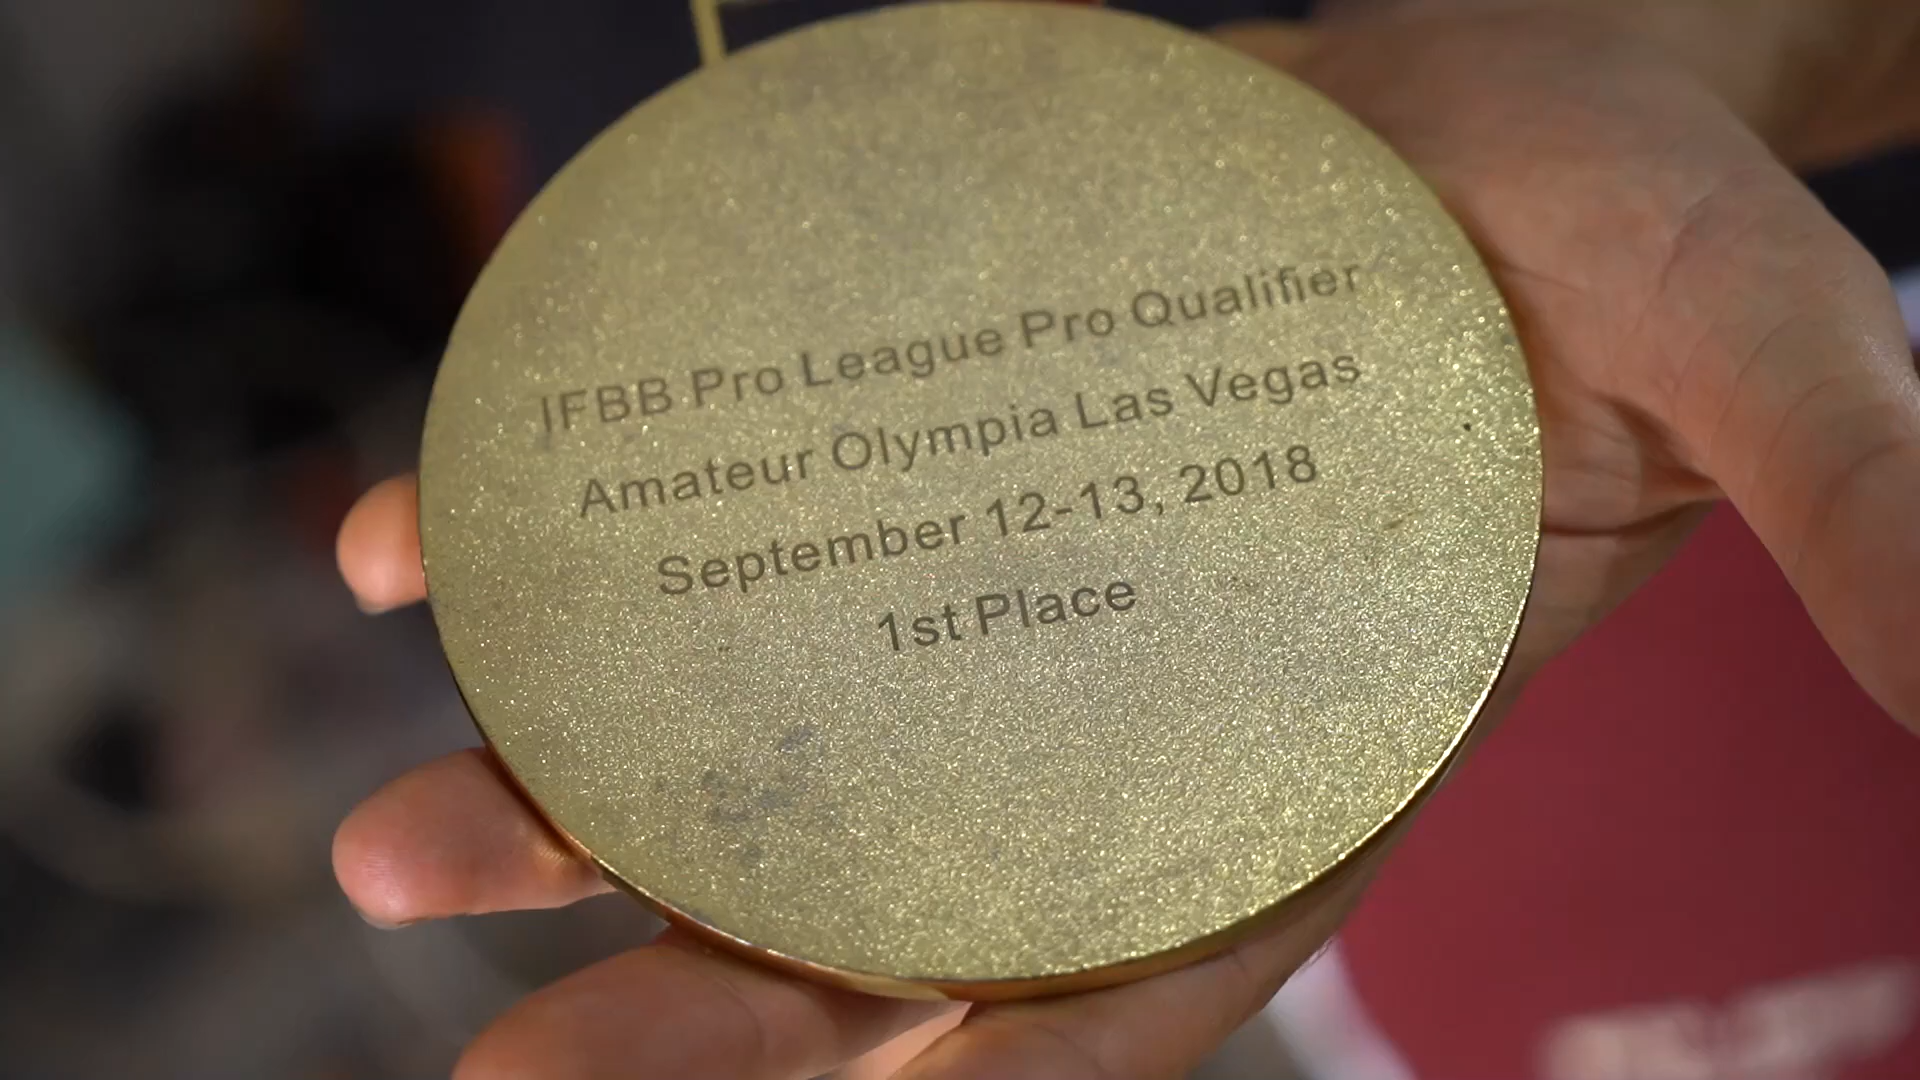 IFBB Pro League Pro Qualifier
Amateur Olympia Las Vegas
September 12-13, 2018
1st Place